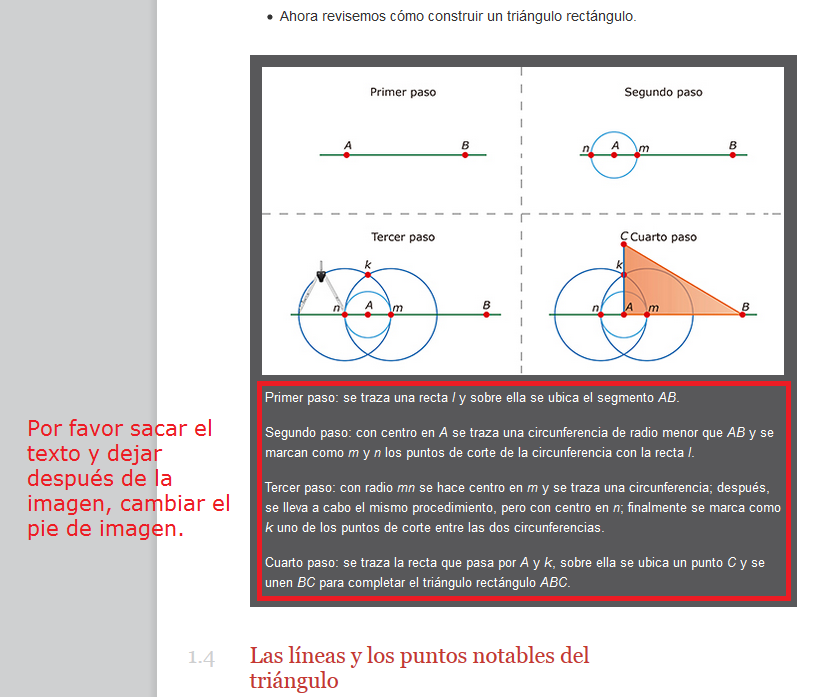 Ahora revisemos cómo construir un triángulo rectángulo.
Primer paso
Segundo paso
A B
n A m B
Tercer paso
C Cuarto paso
k
k
n A m B
n A m B
Primer paso: se traza una recta l y sobre ella se ubica el segmento AB.
Segundo paso: con centro en A se traza una circunferencia de radio menor que AB y se
marcan como m y n los puntos de corte de la circunferencia con la recta l.
Tercer paso: con radio mn se hace centro en m y se traza una circunferencia; después,
se lleva a cabo el mismo procedimiento, pero con centro en n; finalmente se marca como
k uno de los puntos de corte entre las dos circunferencias.
Cuarto paso: se traza la recta que pasa por A y k, sobre ella se ubica un punto C y se
unen BC para completar el triángulo rectángulo ABC.
Por favor sacar el
texto y dejar
después de la
imagen, cambiar el
pie de imagen.
1.4 Las líneas y los puntos notables del
triángulo